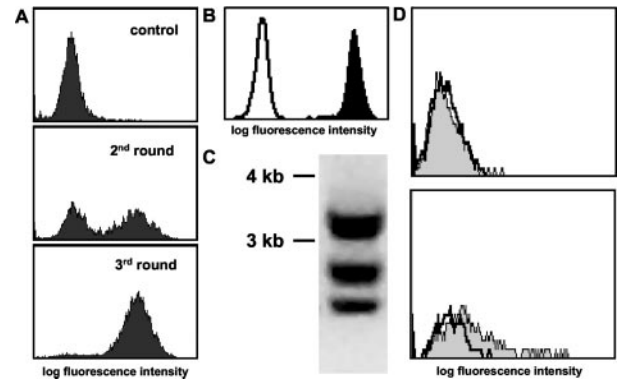 A
control
2nd round
3rd round
log fluorescence intensity
B
log fluorescence intensity
C
4 kb
3 kb
D
log fluorescence intensity